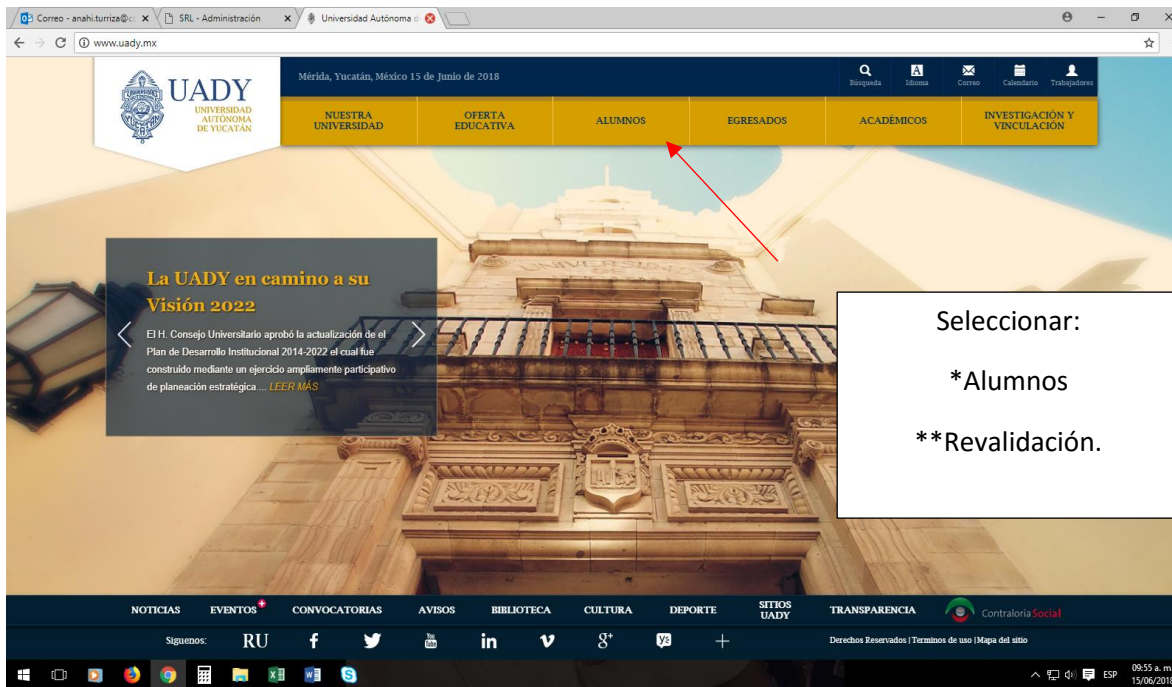 Correo - anahi.turriza@c
SRL - Administración
Universidad Autónoma d
www.uady.mx
UADY
UNIVERSIDAD
AUTÓNOMA
DE YUCATÁN
Mérida, Yucatán, México 15 de Junio de 2018
Búsqueda
A
Idioma
Correo
Calendario
Trabajadores
NUESTRA
UNIVERSIDAD
OFERTA
EDUCATIVA
ALUMNOS
EGRESADOS
ACADÉMICOS
INVESTIGACIÓN Y
VINCULACIÓN
La UADY en camino a su
Visión 2022
El H. Consejo Universitario aprobó la actualización de el
Plan de Desarrollo Institucional 2014-2022 el cual fue
construido mediante un ejercicio ampliamente participativo
de planeación estratégica.... LEER MÁS
Seleccionar:
*Alumnos
**Revalidación.
NOTICIAS
EVENTOS
CONVOCATORIAS
AVISOS
BIBLIOTECA
CULTURA
DEPORTE
SITIOS
UADY
TRANSPARENCIA
Contraloría Social
Síguenos:
RU
f
You
Tube
in
v
g+
Y
+
Derechos Reservados | Terminos de uso | Mapa del sitio
ESP
09:55 a. m.
15/06/2018